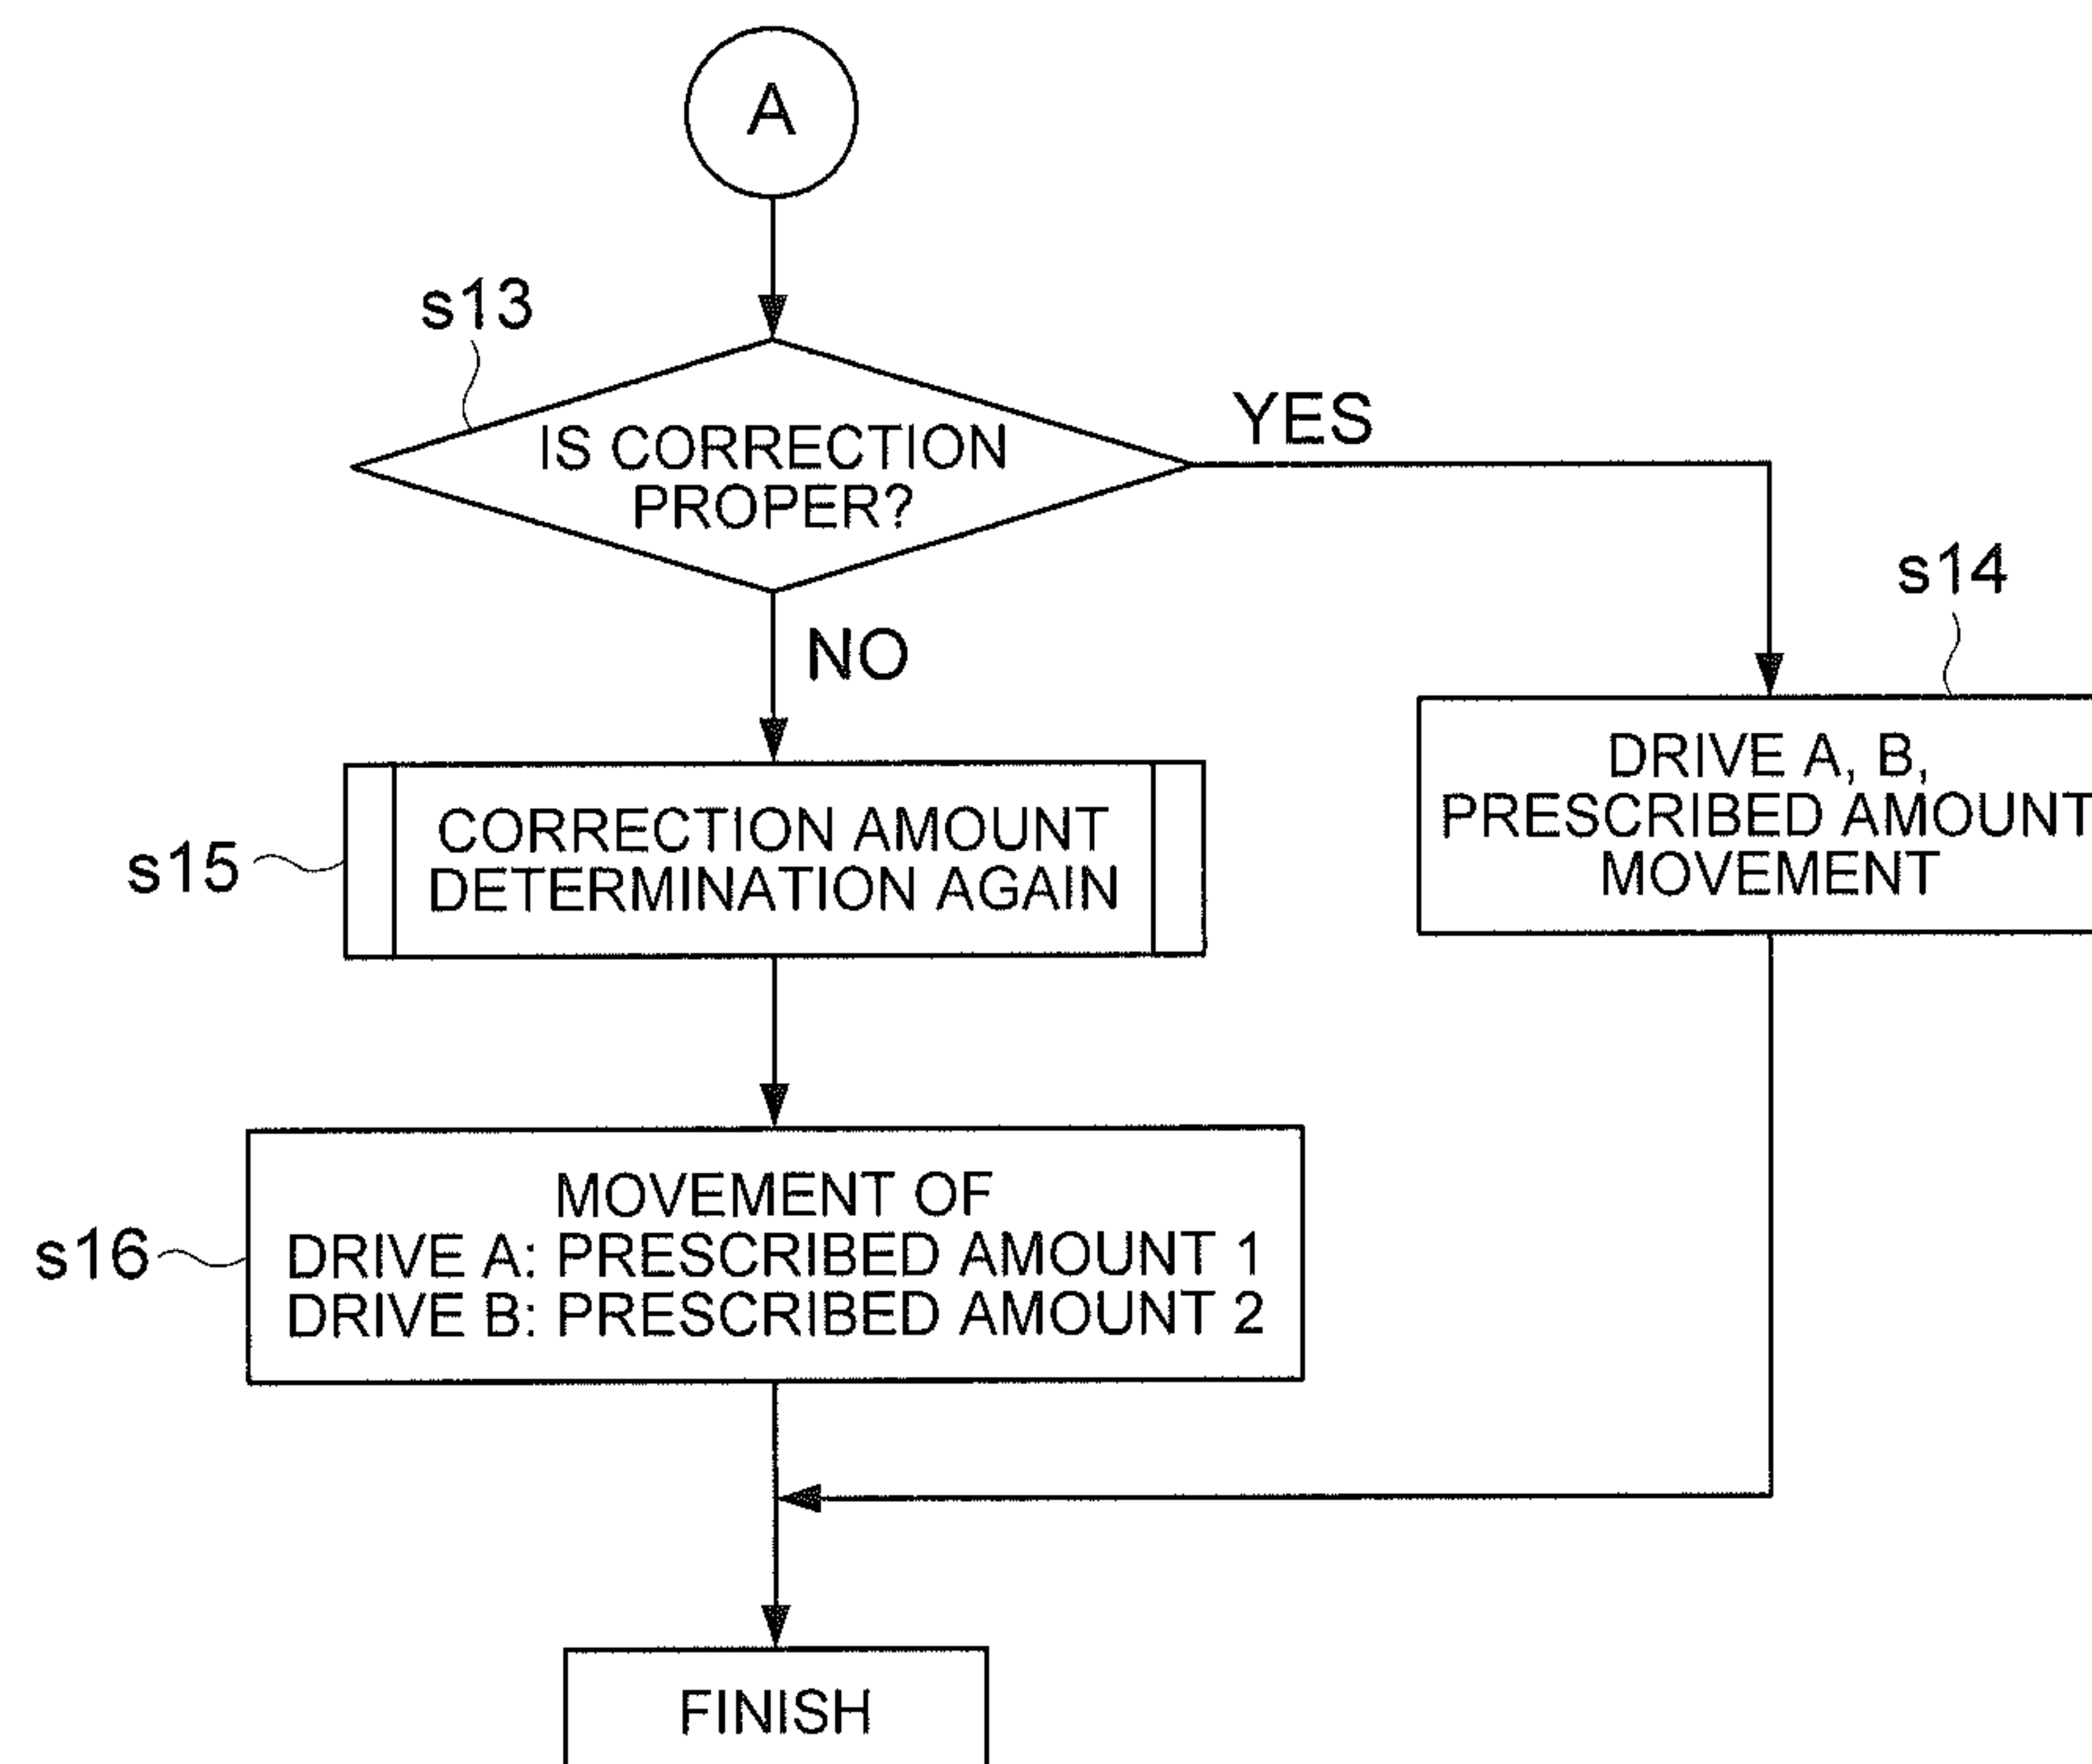 A
s13
IS CORRECTION
PROPER?
YES
NO
s14
DRIVE A, B,
PRESCRIBED AMOUNT
MOVEMENT
s15
CORRECTION AMOUNT
DETERMINATION AGAIN
s16
MOVEMENT OF
DRIVE A: PRESCRIBED AMOUNT 1
DRIVE B: PRESCRIBED AMOUNT 2
FINISH